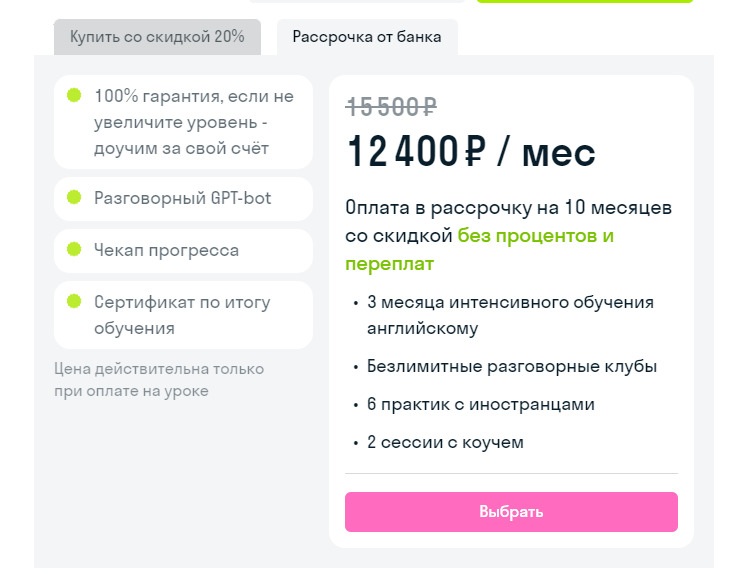 Купить со скидкой 20%
Рассрочка от банка
100% гарантия, если не
увеличите уровень -
доучим за свой счёт
Разговорный GPT-bot
Чекап прогресса
Сертификат по итогу
обучения
Цена действительна только
при оплате на уроке
15 500 ₽
12 400 ₽ / мес
Оплата в рассрочку на 10 месяцев
со скидкой без процентов и
переплат
• 3 месяца интенсивного обучения
английскому
• Безлимитные разговорные клубы
• 6 практик с иностранцами
• 2 сессии с коучем
Выбрать